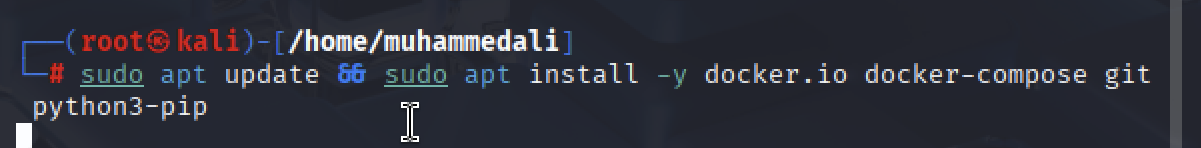 ┌──(root㉿kali)-[/home/muhammedali]
└─# sudo apt update && sudo apt install -y docker.io docker-compose git
python3-pip